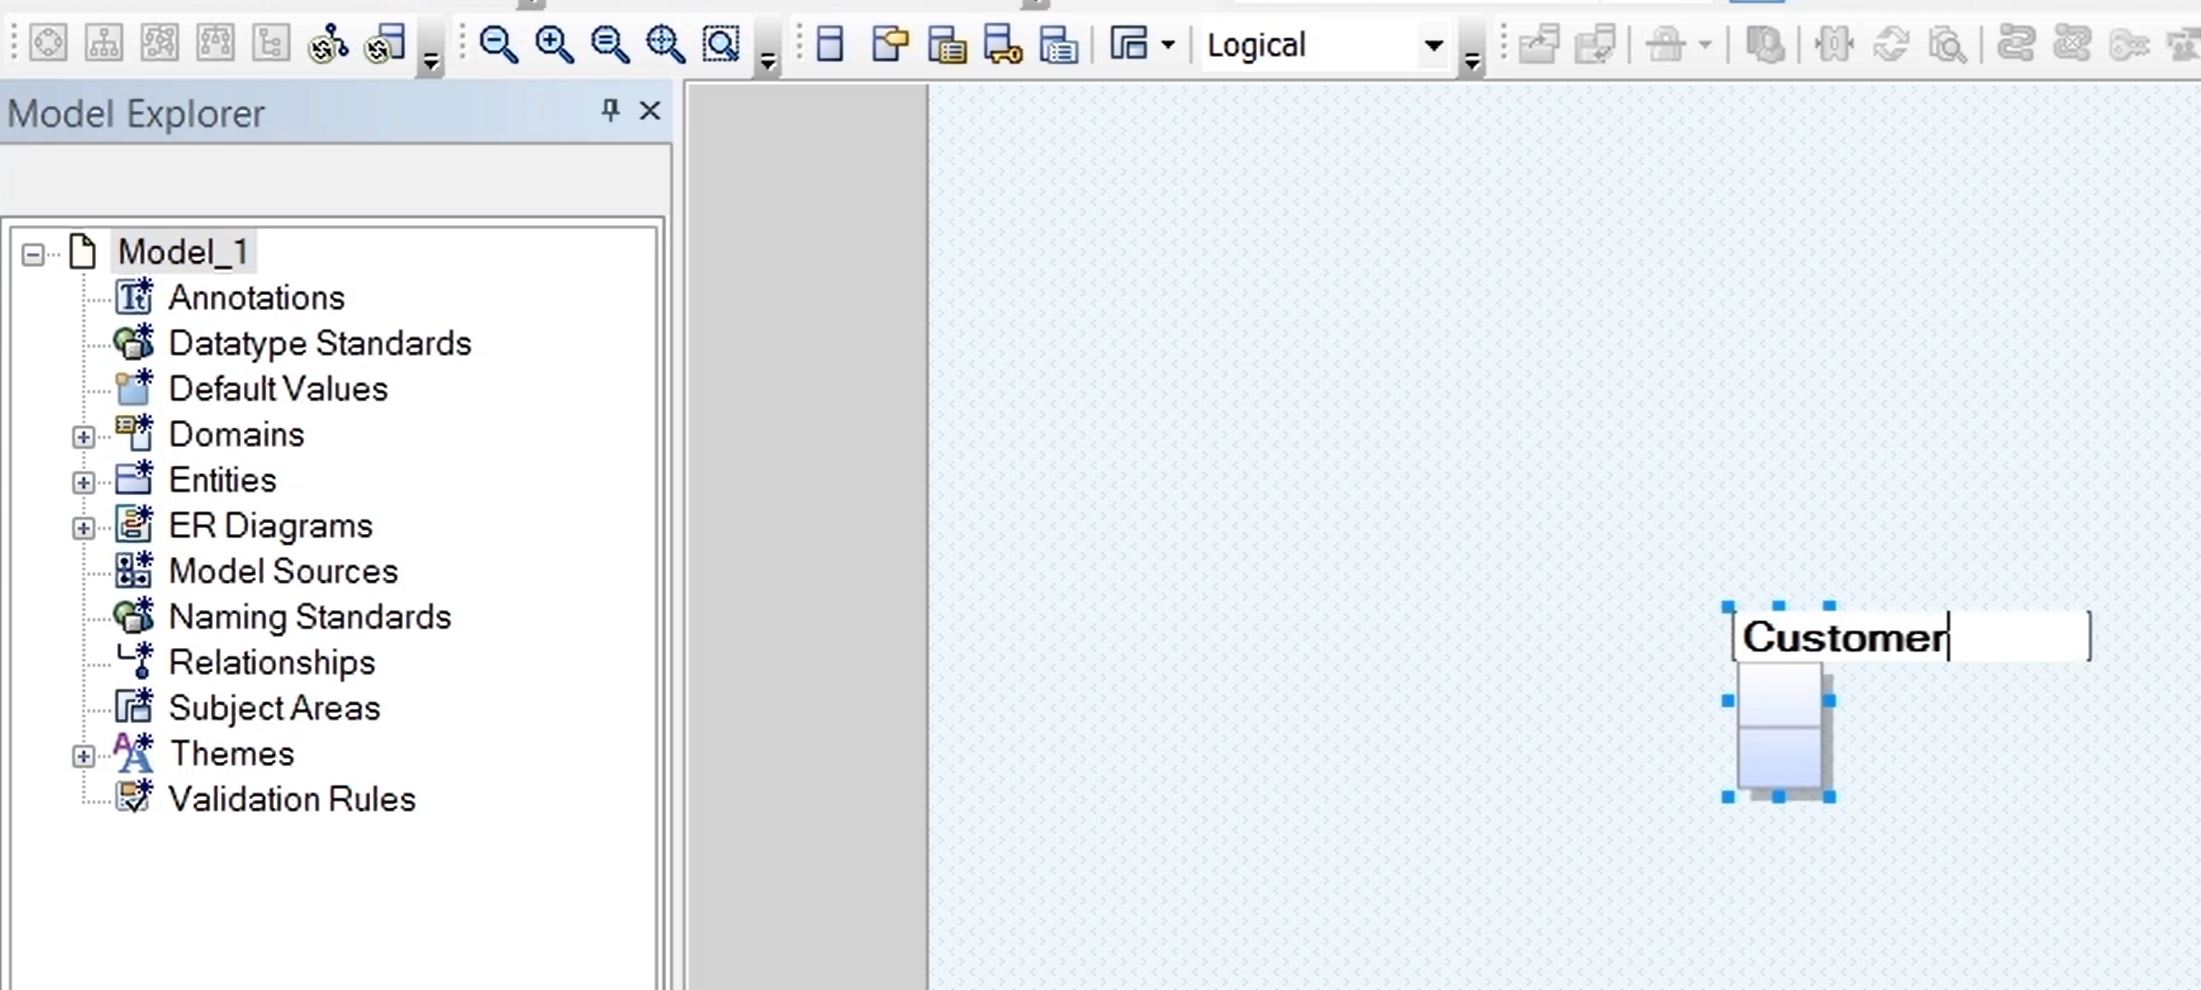 Logical
Model Explorer
Model_1
Annotations
Datatype Standards
Default Values
Domains
Entities
ER Diagrams
Model Sources
Naming Standards
Relationships
Subject Areas
Themes
Validation Rules
Customer